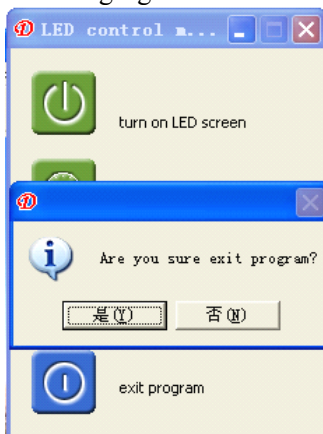 LED control m...
turn on LED screen
Are you sure exit program?
是(Y) 否(N)
exit program